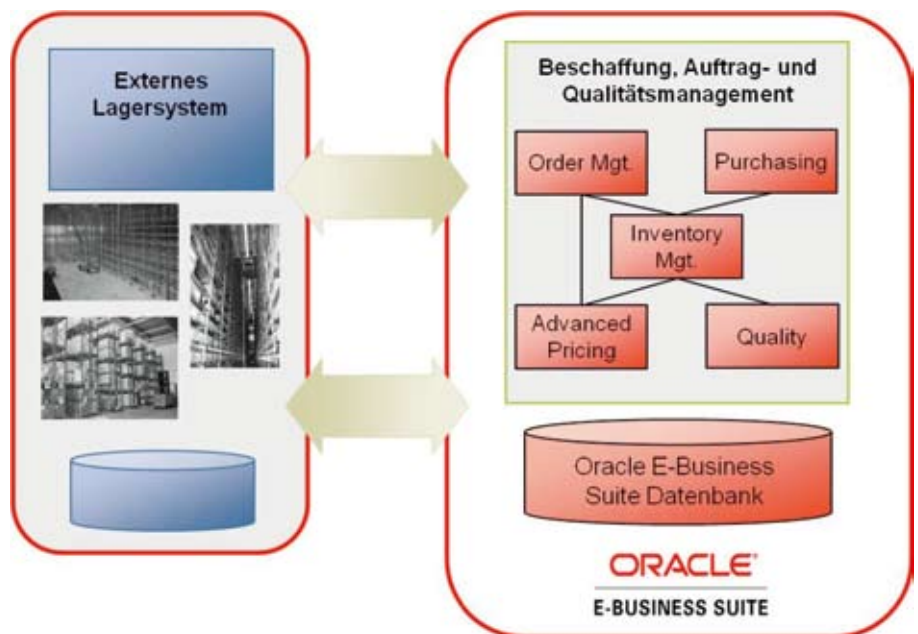 Externes
Lagersystem
Beschaffung, Auftrag- und
Qualitätsmanagement
Order Mgt.
Purchasing
Inventory
Mgt.
Advanced
Pricing
Quality
Oracle E-Business
Suite Datenbank
ORACLE®
E-BUSINESS SUITE